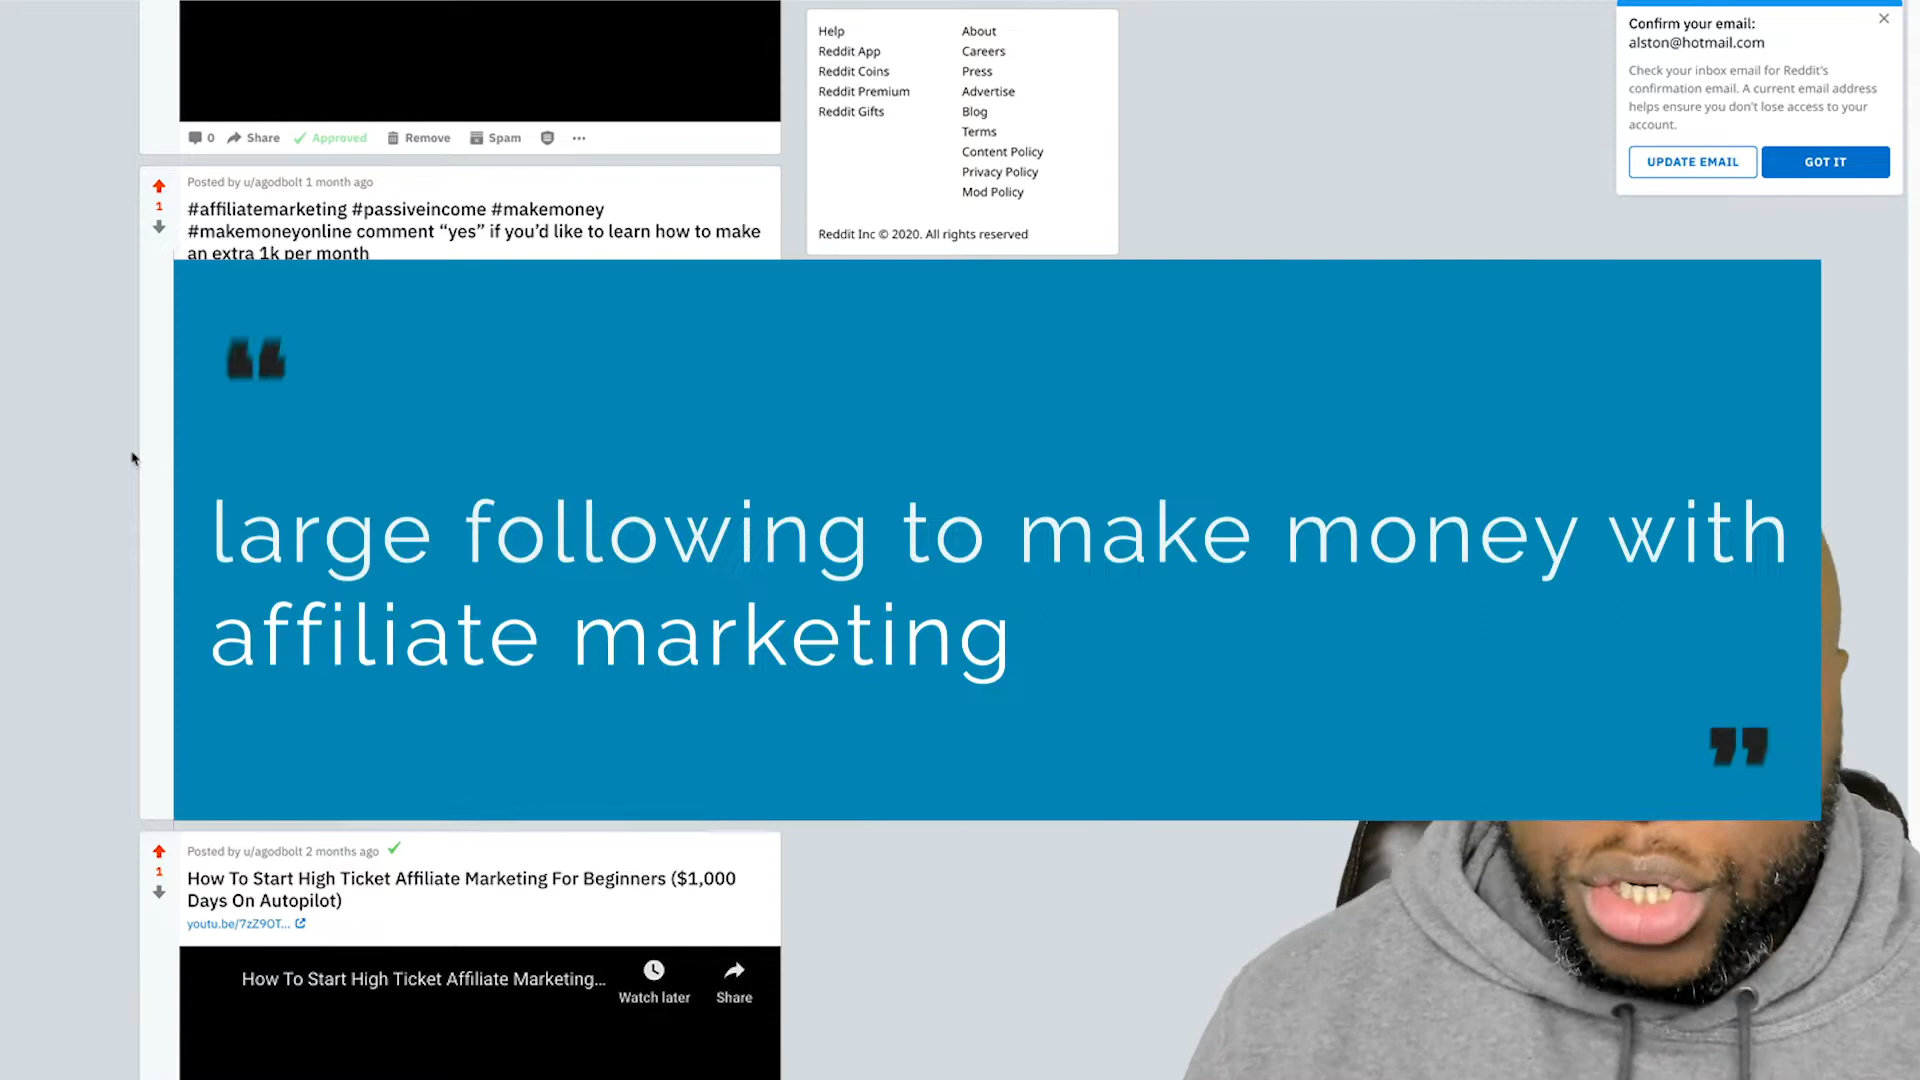 0 Share Approved Remove Spam
Posted by u/agodbolt 1 month ago
1
#affiliatemarketing #passiveincome #makemoney
#makemoneyonline comment “yes” if you’d like to learn how to make
an extra 1k per month
Help
Reddit App
Reddit Coins
Reddit Premium
Reddit Gifts
About
Careers
Press
Advertise
Blog
Terms
Content Policy
Privacy Policy
Mod Policy
Reddit Inc © 2020. All rights reserved
Confirm your email:
alston@hotmail.com
Check your inbox email for Reddit's
confirmation email. A current email address
helps ensure you don't lose access to your
account.
UPDATE EMAIL
GOT IT
“
large following to make money with
affiliate marketing
”
Posted by u/agodbolt 2 months ago
1
How To Start High Ticket Affiliate Marketing For Beginners ($1,000
Days On Autopilot)
youtu.be/7zZ9OT...
How To Start High Ticket Affiliate Marketing...
Watch later
Share